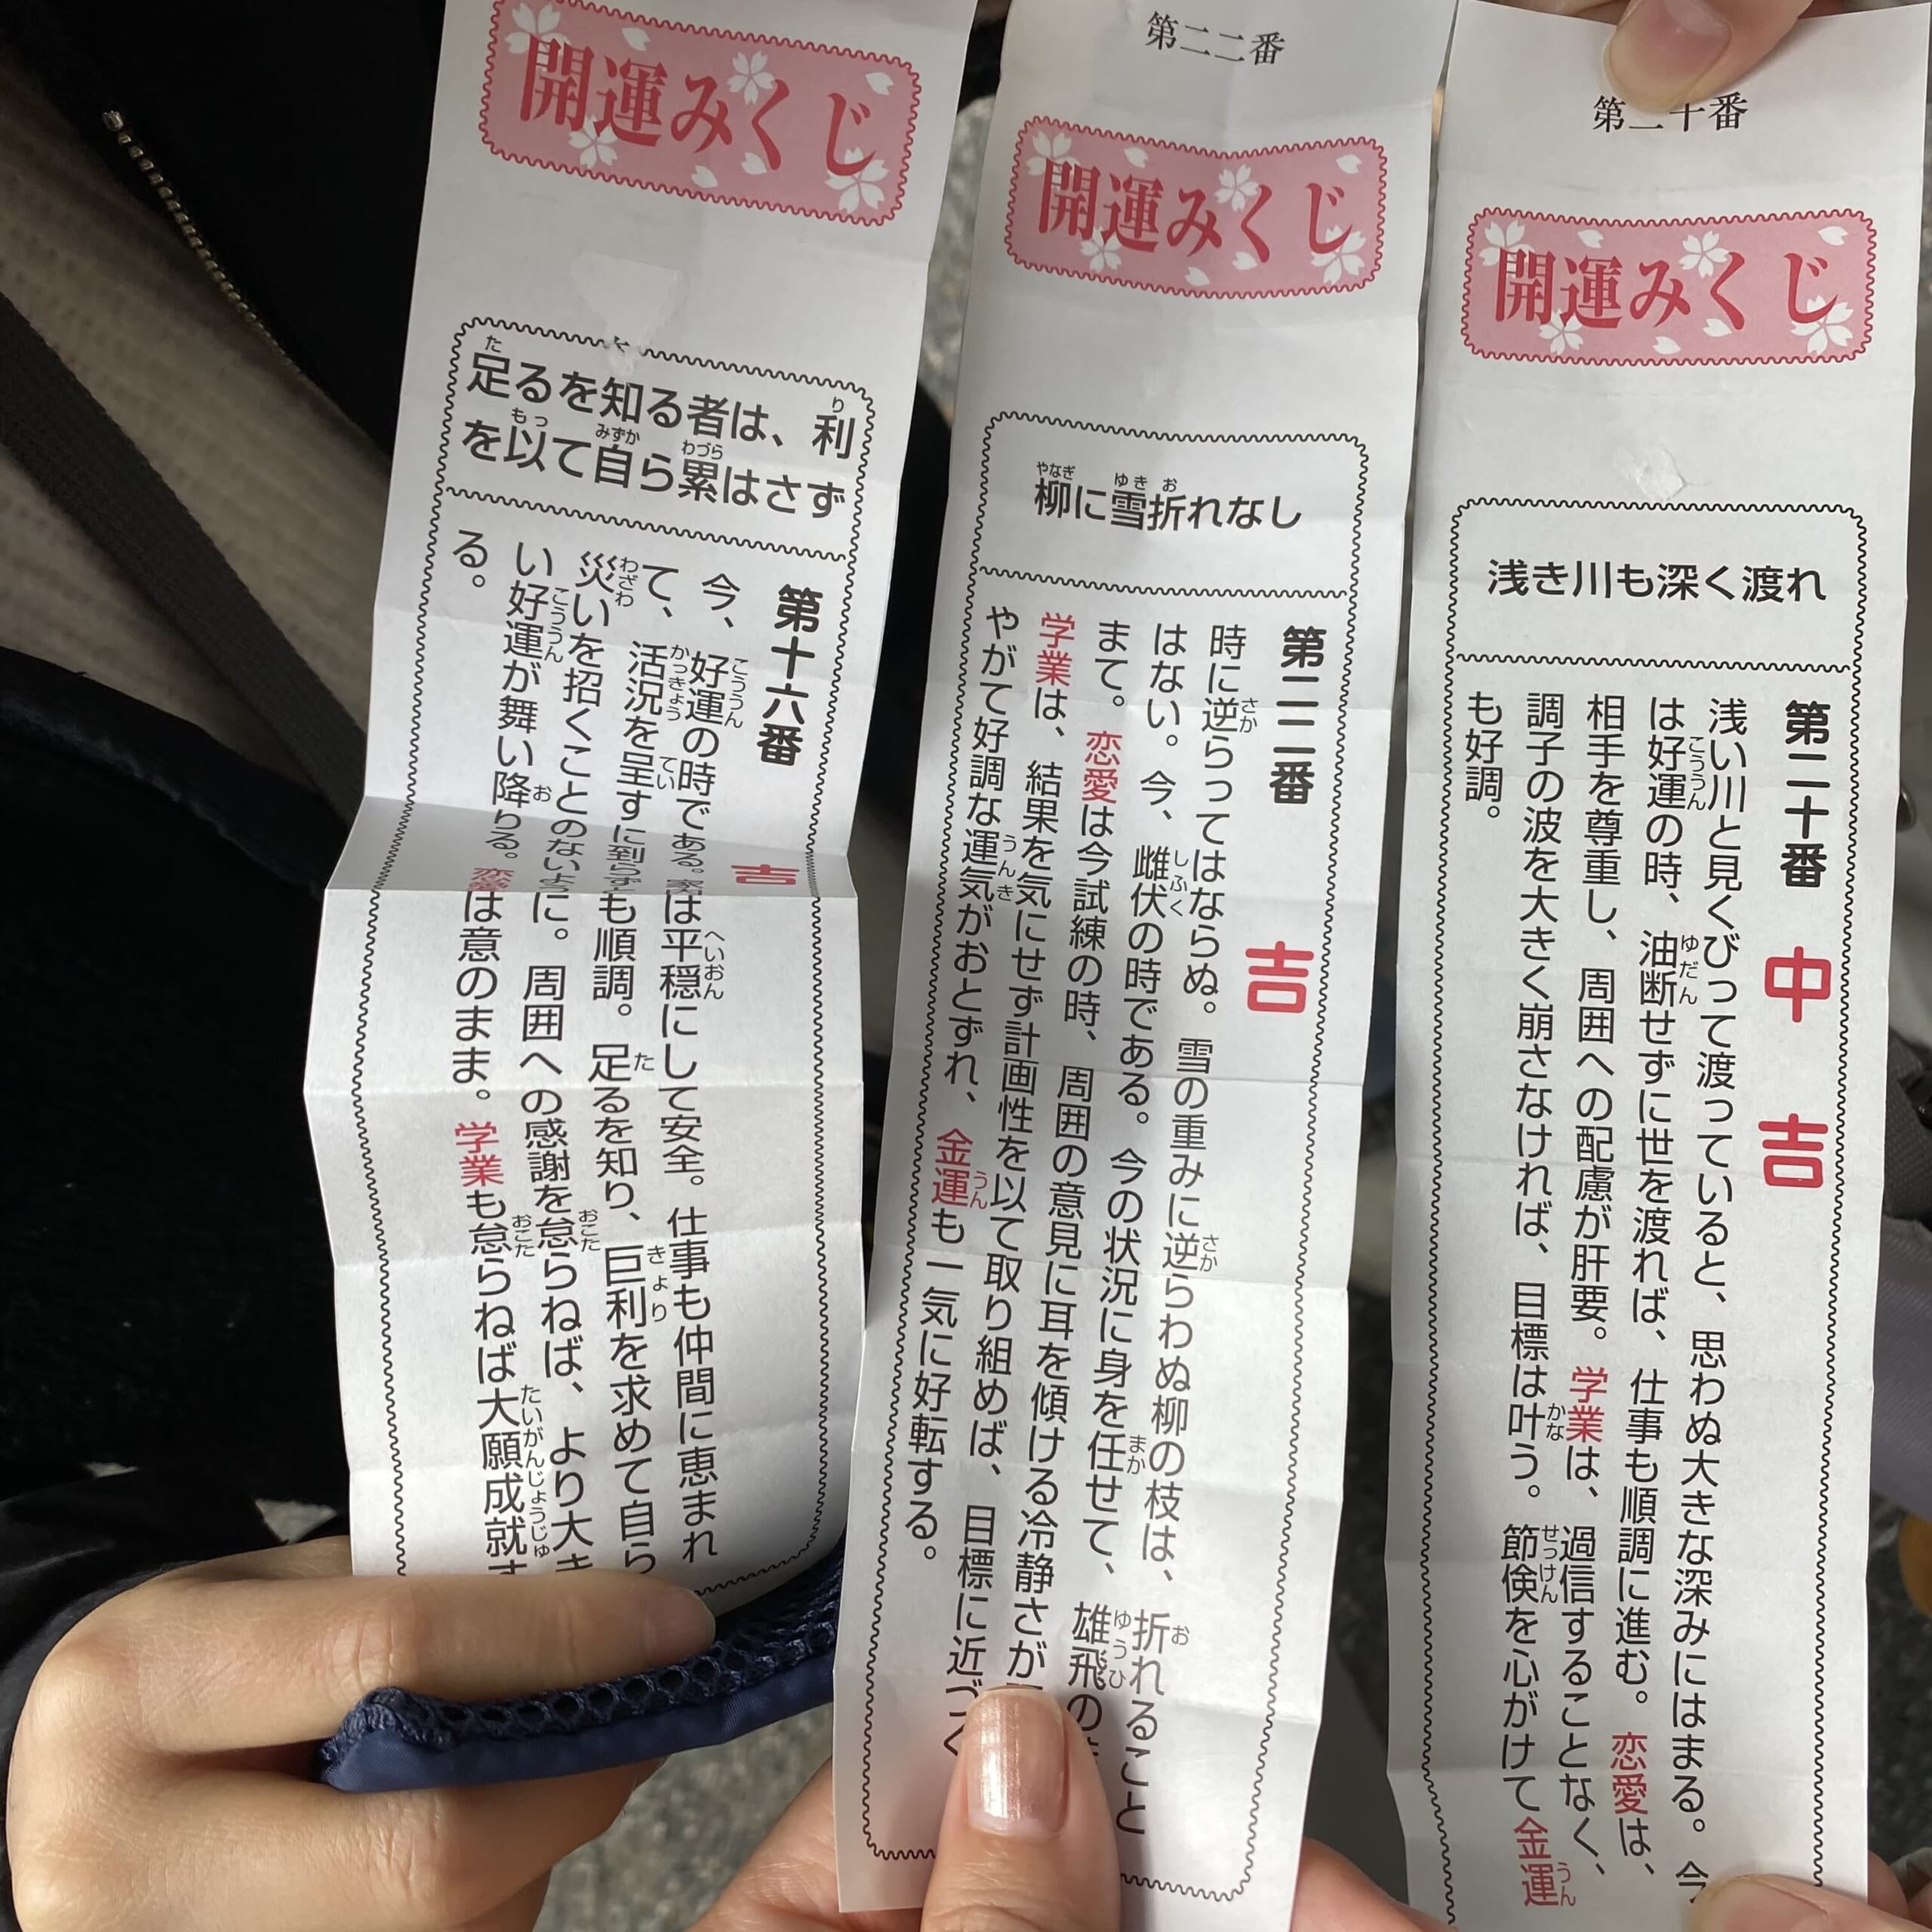 開運みくじ
足るを知る者は、利
を以て自ら累はさず
第十六番 吉
今、好運の時である。家は平穏にして安全。仕事も仲間に恵まれ
て、活況を呈すに到らずも順調。足るを知り、巨利を求めて自ら
災いを招くことのないように。周囲への感謝を怠らねば、より大き
い好運が舞い降りる。恋愛は意のまま。学業も怠らねば大願成就す
る。
第二二番
開運みくじ
柳に雪折れなし
第二二番 吉
時に逆らってはならぬ。雪の重みに逆らわぬ柳の枝は、折れること
はない。今、雌伏の時である。今の状況に身を任せて、雄飛の
まて。恋愛は今試練の時、周囲の意見に耳を傾ける冷静さが
学業は、結果を気にせず計画性を以て取り組めば、目標に近づく
やがて好調な運気がおとずれ、金運も一気に好転する。
第二十番
開運みくじ
浅き川も深く渡れ
第二十番 中吉
浅い川と見くびって渡っていると、思わぬ大きな深みにはまる。今
は好運の時、油断せずに世を渡れば、仕事も順調に進む。恋愛は、
相手を尊重し、周囲への配慮が肝要。学業は、過信することなく、
調子の波を大きく崩さなければ、目標は叶う。節倹を心がけて金運
も好調。